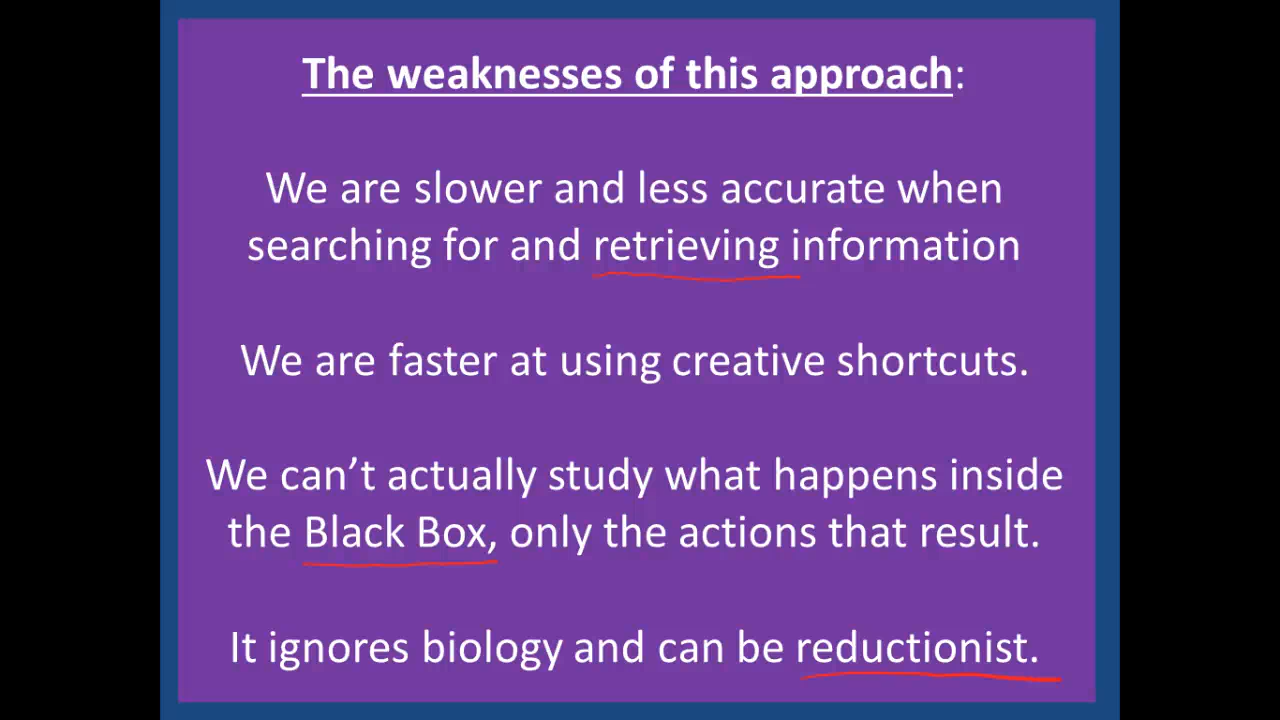 The weaknesses of this approach:
We are slower and less accurate when
searching for and retrieving information
We are faster at using creative shortcuts.
We can’t actually study what happens inside
the Black Box, only the actions that result.
It ignores biology and can be reductionist.